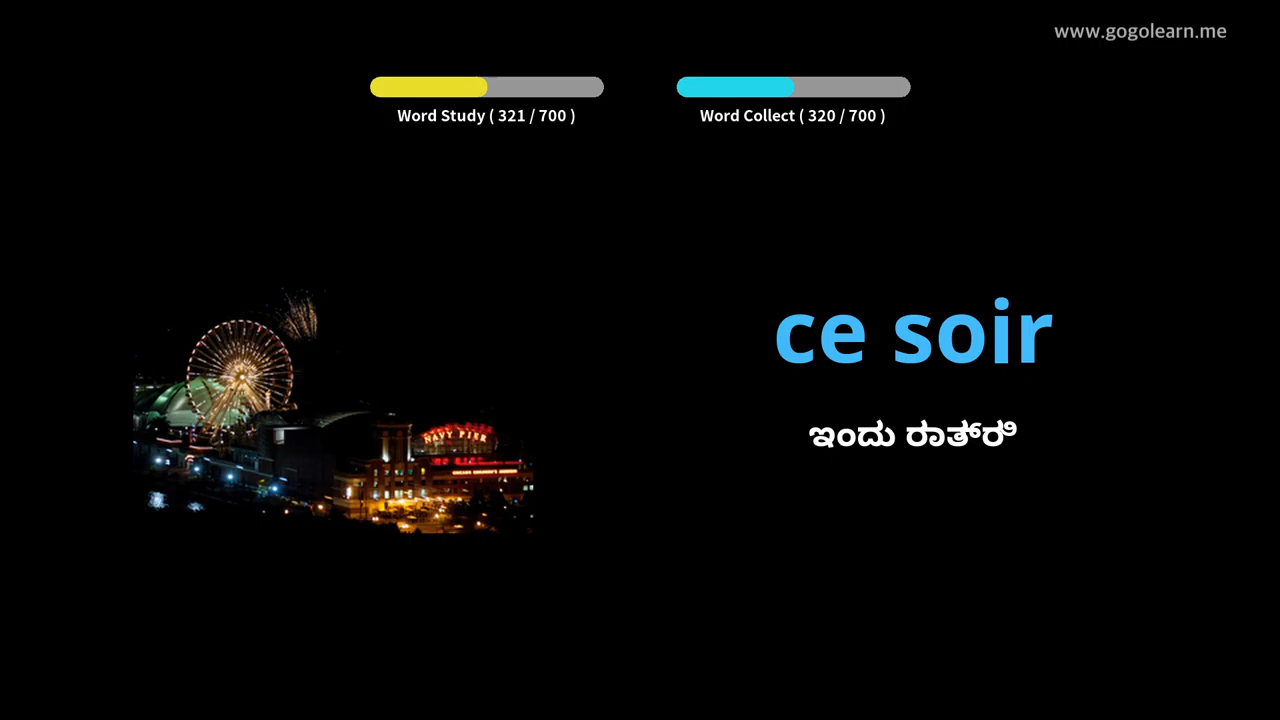 www.gogolearn.me
Word Study ( 321 / 700 )
Word Collect ( 320 / 700 )
ce soir
ಇಂದು ರಾತ್ರಿ
NAVY PIER